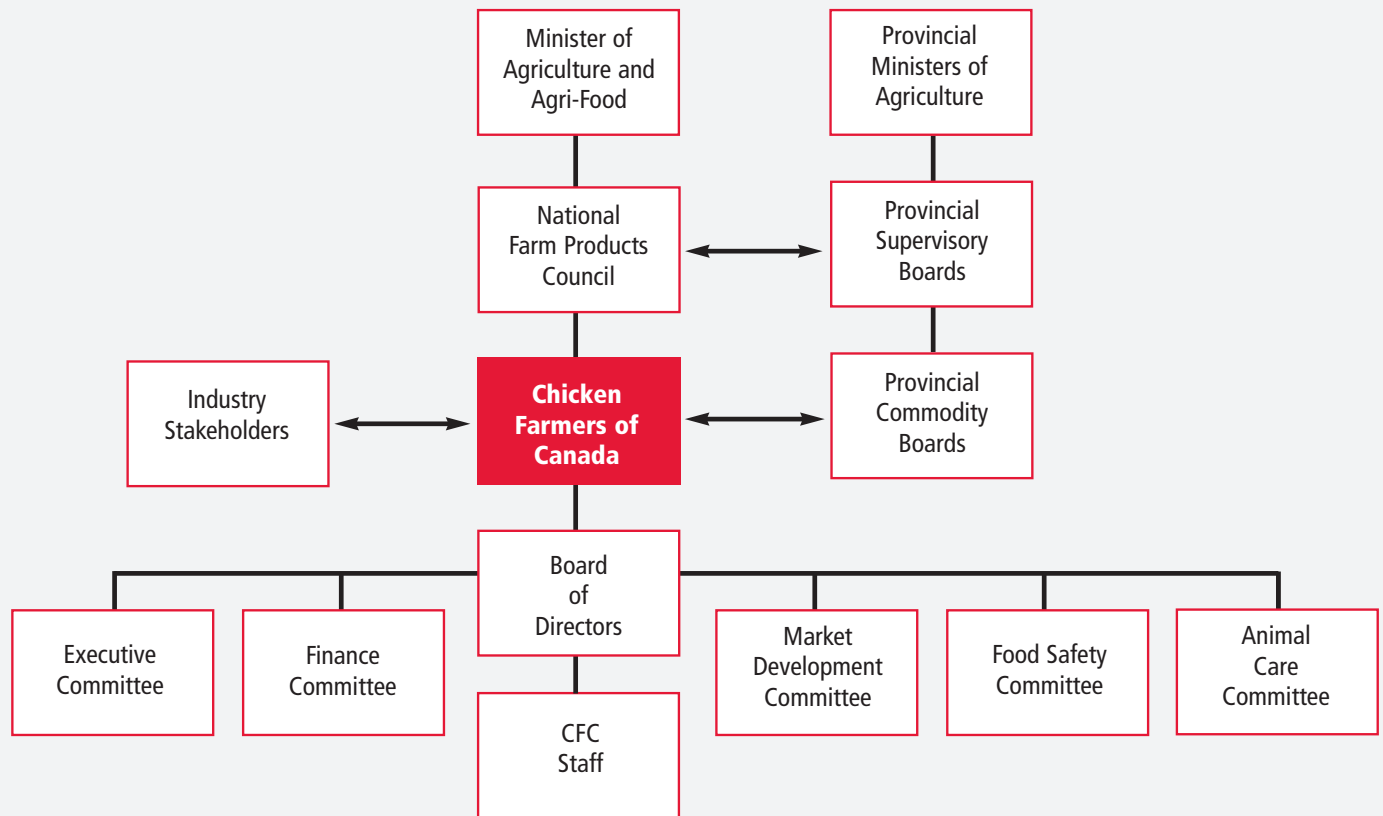 Minister of
Agriculture and
Agri-Food
Provincial
Ministers of
Agriculture
National
Farm Products
Council
Provincial
Supervisory
Boards
Industry
Stakeholders
Chicken
Farmers of
Canada
Provincial
Commodity
Boards
Board
of
Directors
Executive
Committee
Finance
Committee
Market
Development
Committee
Food Safety
Committee
Animal
Care
Committee
CFC
Staff